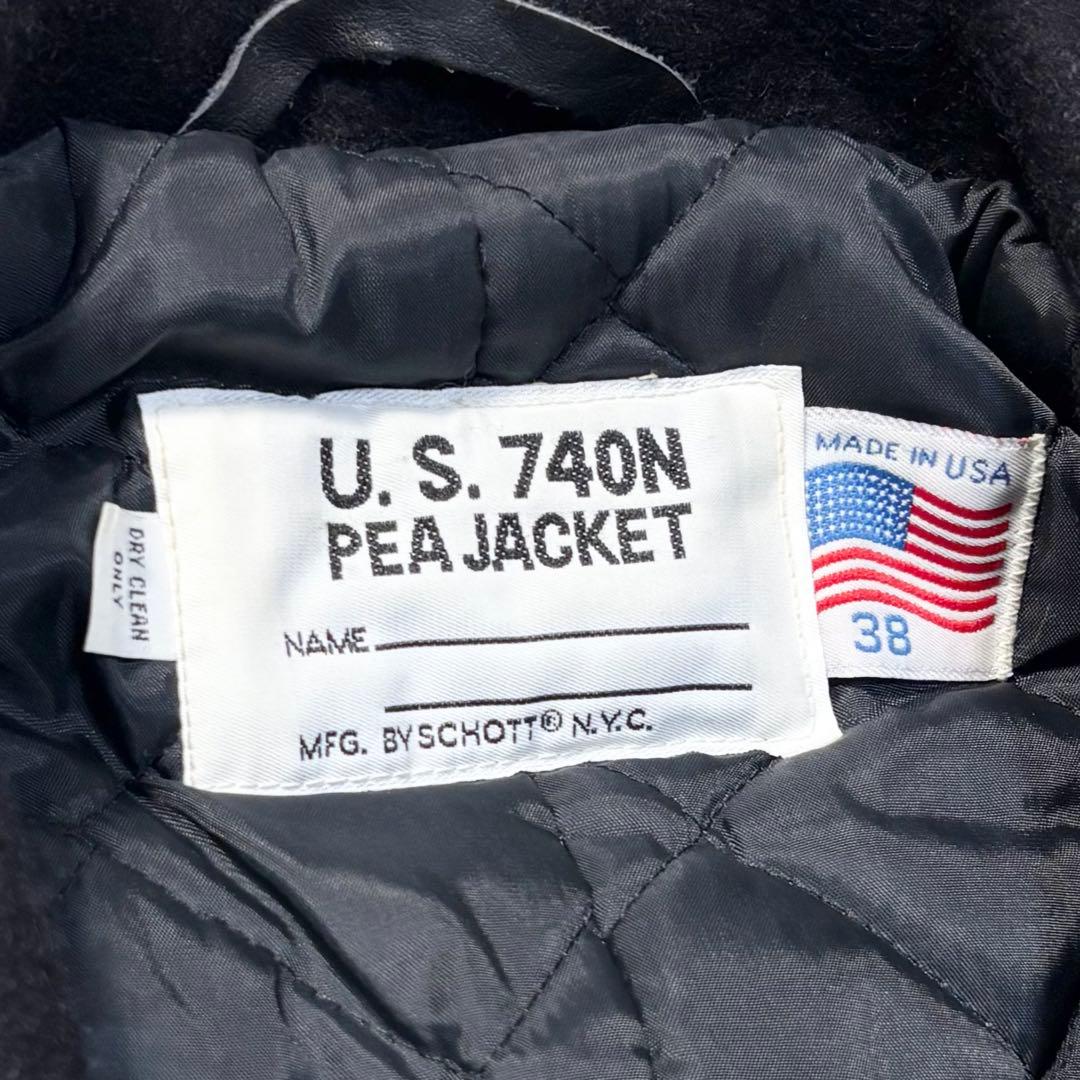 U. S. 740N
PEA JACKET
NAME
MFG. BY SCHOTT® N.Y.C.
DRY CLEAN
ONLY
MADE IN USA
38